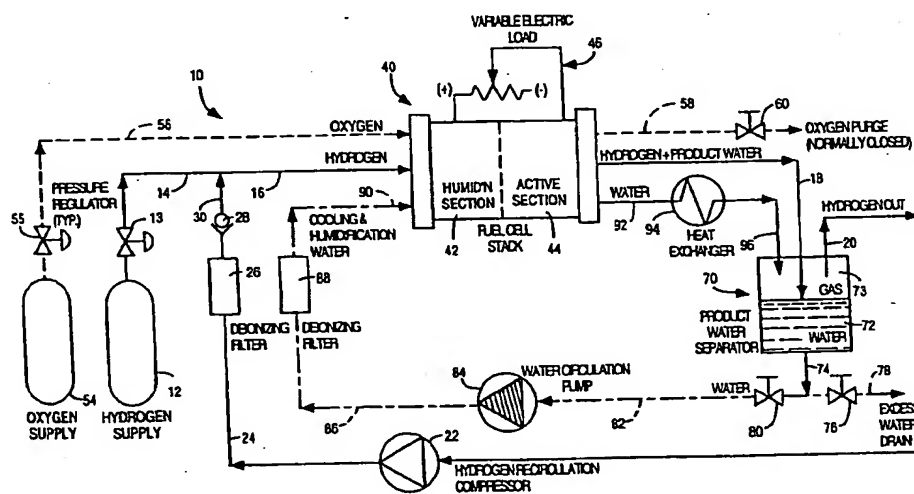 VARIABLE ELECTRIC
LOAD
46
40
10
(+)
(-)
56
OXYGEN
58
60
OXYGEN PURGE
(NORMALLY CLOSED)
HYDROGEN
HYDROGEN + PRODUCT WATER
PRESSURE
REGULATOR
(TYP.)
55
13
14
16
30
28
90
COOLING &
HUMIDIFICATION
WATER
HUMID'N
SECTION
42
ACTIVE
SECTION
44
FUEL CELL
STACK
WATER
92
94
HEAT
EXCHANGER
96
18
HYDROGEN OUT
20
26
88
DEIONIZING
FILTER
DEIONIZING
FILTER
70
GAS
73
PRODUCT
WATER
SEPARATOR
72
WATER
74
54
OXYGEN
SUPPLY
12
HYDROGEN
SUPPLY
24
86
84
WATER CIRCULATION
PUMP
82
WATER
80
76
78
EXCESS
WATER
DRAIN
22
HYDROGEN RECIRCULATION
COMPRESSOR